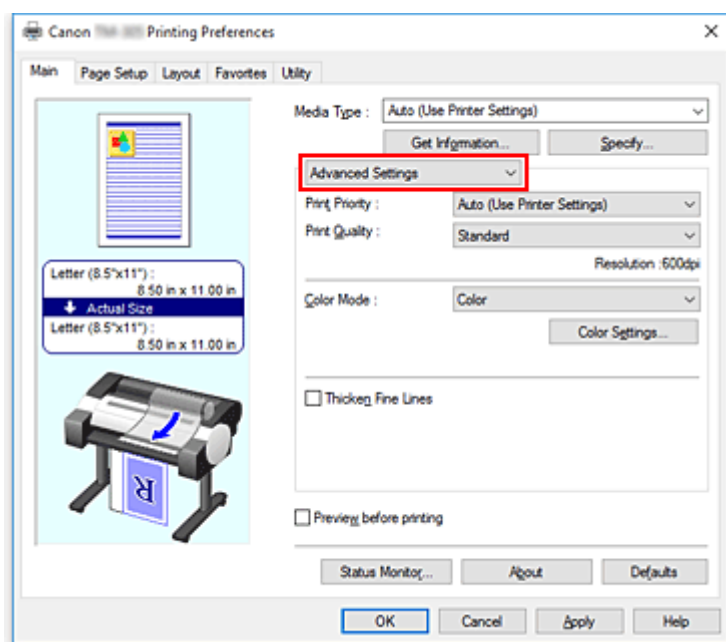 Canon Printing Preferences
Main Page Setup Layout Favorites Utility
Media Type : Auto (Use Printer Settings)
Get Information... Specify...
Advanced Settings
Print Priority : Auto (Use Printer Settings)
Print Quality : Standard
Resolution :600dpi
Letter (8.5"x11") :
8.50 in x 11.00 in
Actual Size
Letter (8.5"x11") :
8.50 in x 11.00 in
Color Mode : Color
Color Settings...
Thicken Fine Lines
R
Preview before printing
Status Monitor... About Defaults
OK Cancel Apply Help